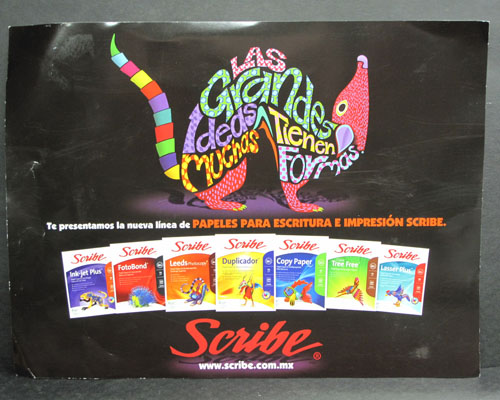 LAS
Grandes
Ideas Tienen
MUCHAS Formas.
Te presentamos la nueva línea de PAPELES PARA ESCRITURA E IMPRESIÓN SCRIBE.
Scribe Scribe Scribe Scribe Scribe Scribe Scribe
Ink-Jet Plus FotoBond Leeds Duplicador Copy Paper Tree Free Lasser Plus
Scribe®
www.scribe.com.mx